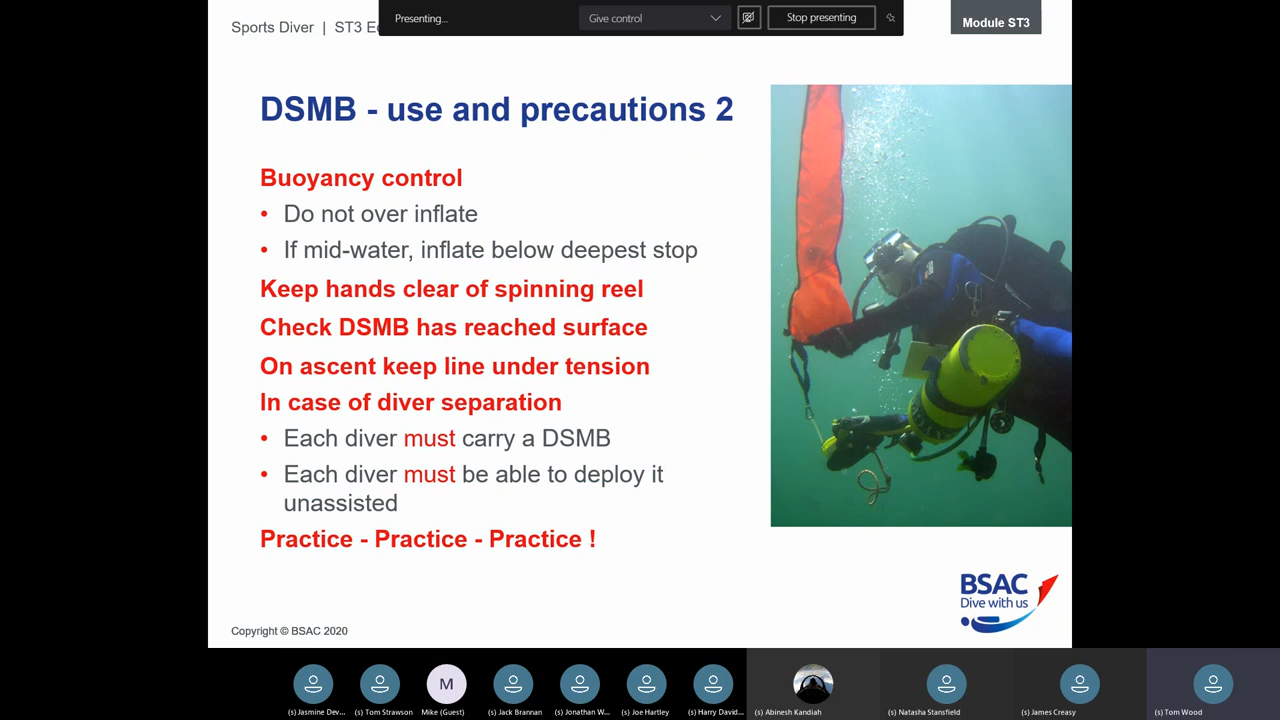 Sports Diver | ST3 E
Presenting...
Give control
Stop presenting
Module ST3
DSMB - use and precautions 2
Buoyancy control
• Do not over inflate
• If mid-water, inflate below deepest stop
Keep hands clear of spinning reel
Check DSMB has reached surface
On ascent keep line under tension
In case of diver separation
• Each diver must carry a DSMB
• Each diver must be able to deploy it
unassisted
Practice - Practice - Practice !
BSAC
Dive with us
Copyright © BSAC 2020
M
(s) Jasmine Dev...
(s) Tom Strawson
Mike (Guest)
(s) Jack Brannan
(s) Jonathan W...
(s) Joe Hartley
(s) Harry David...
(s) Abinesh Kandiah
(s) Natasha Stansfield
(s) James Creasy
(s) Tom Wood